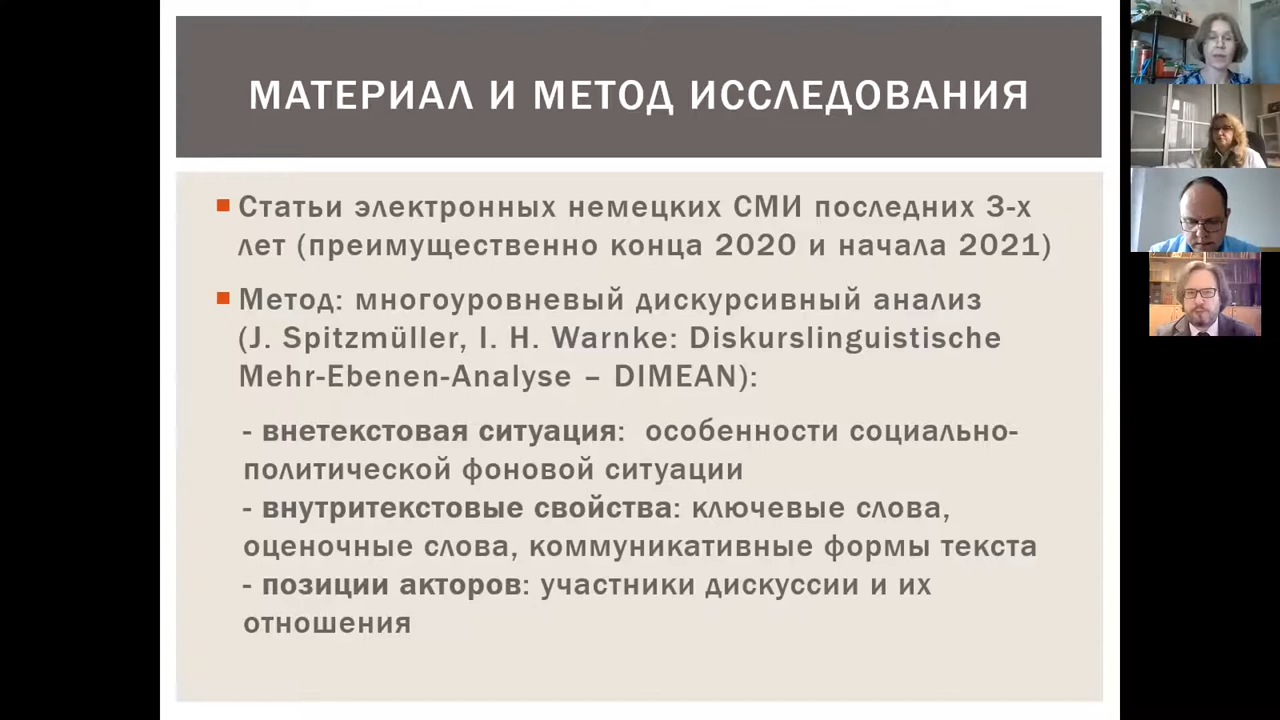 МАТЕРИАЛ И МЕТОД ИССЛЕДОВАНИЯ
Статьи электронных немецких СМИ последних 3-х
лет (преимущественно конца 2020 и начала 2021)
Метод: многоуровневый дискурсивный анализ
(J. Spitzmüller, I. H. Warnke: Diskurslinguistische
Mehr-Ebenen-Analyse – DIMEAN):
- внетекстовая ситуация: особенности социально-
политической фоновой ситуации
- внутритекстовые свойства: ключевые слова,
оценочные слова, коммуникативные формы текста
- позиции акторов: участники дискуссии и их
отношения